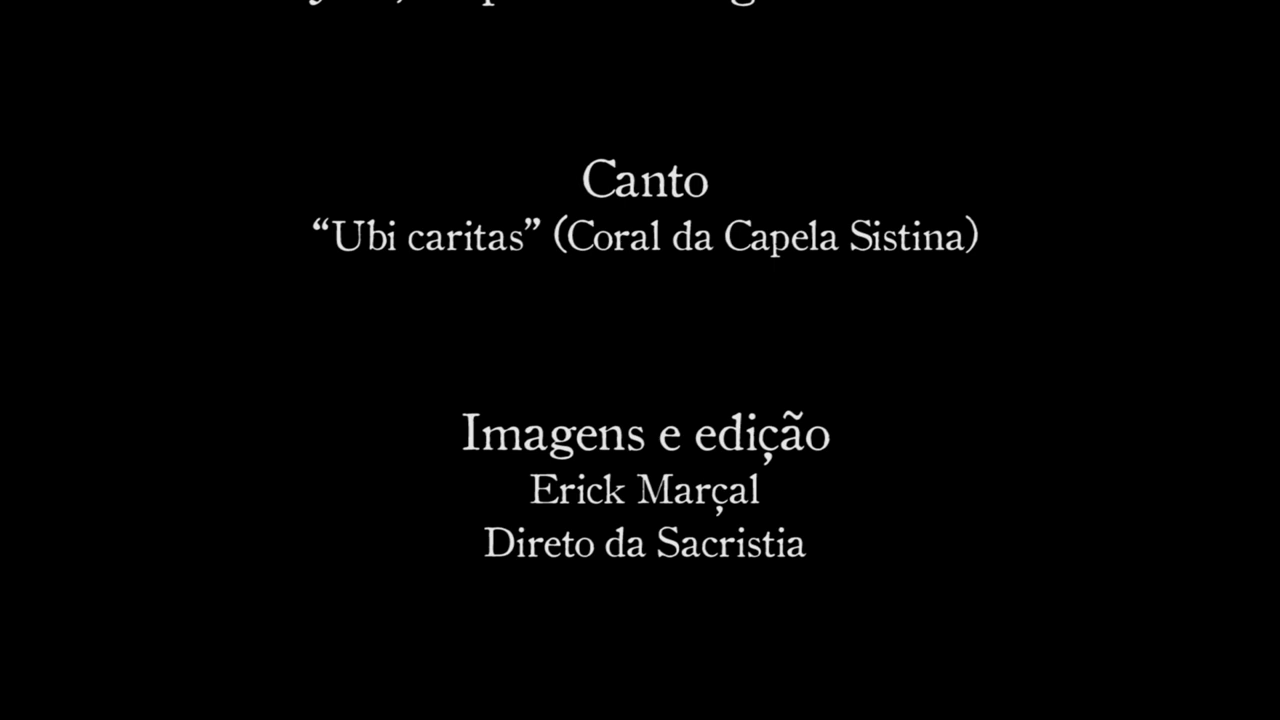 Canto
“Ubi caritas” (Coral da Capela Sistina)
Imagens e edição
Erick Marçal
Direto da Sacristia